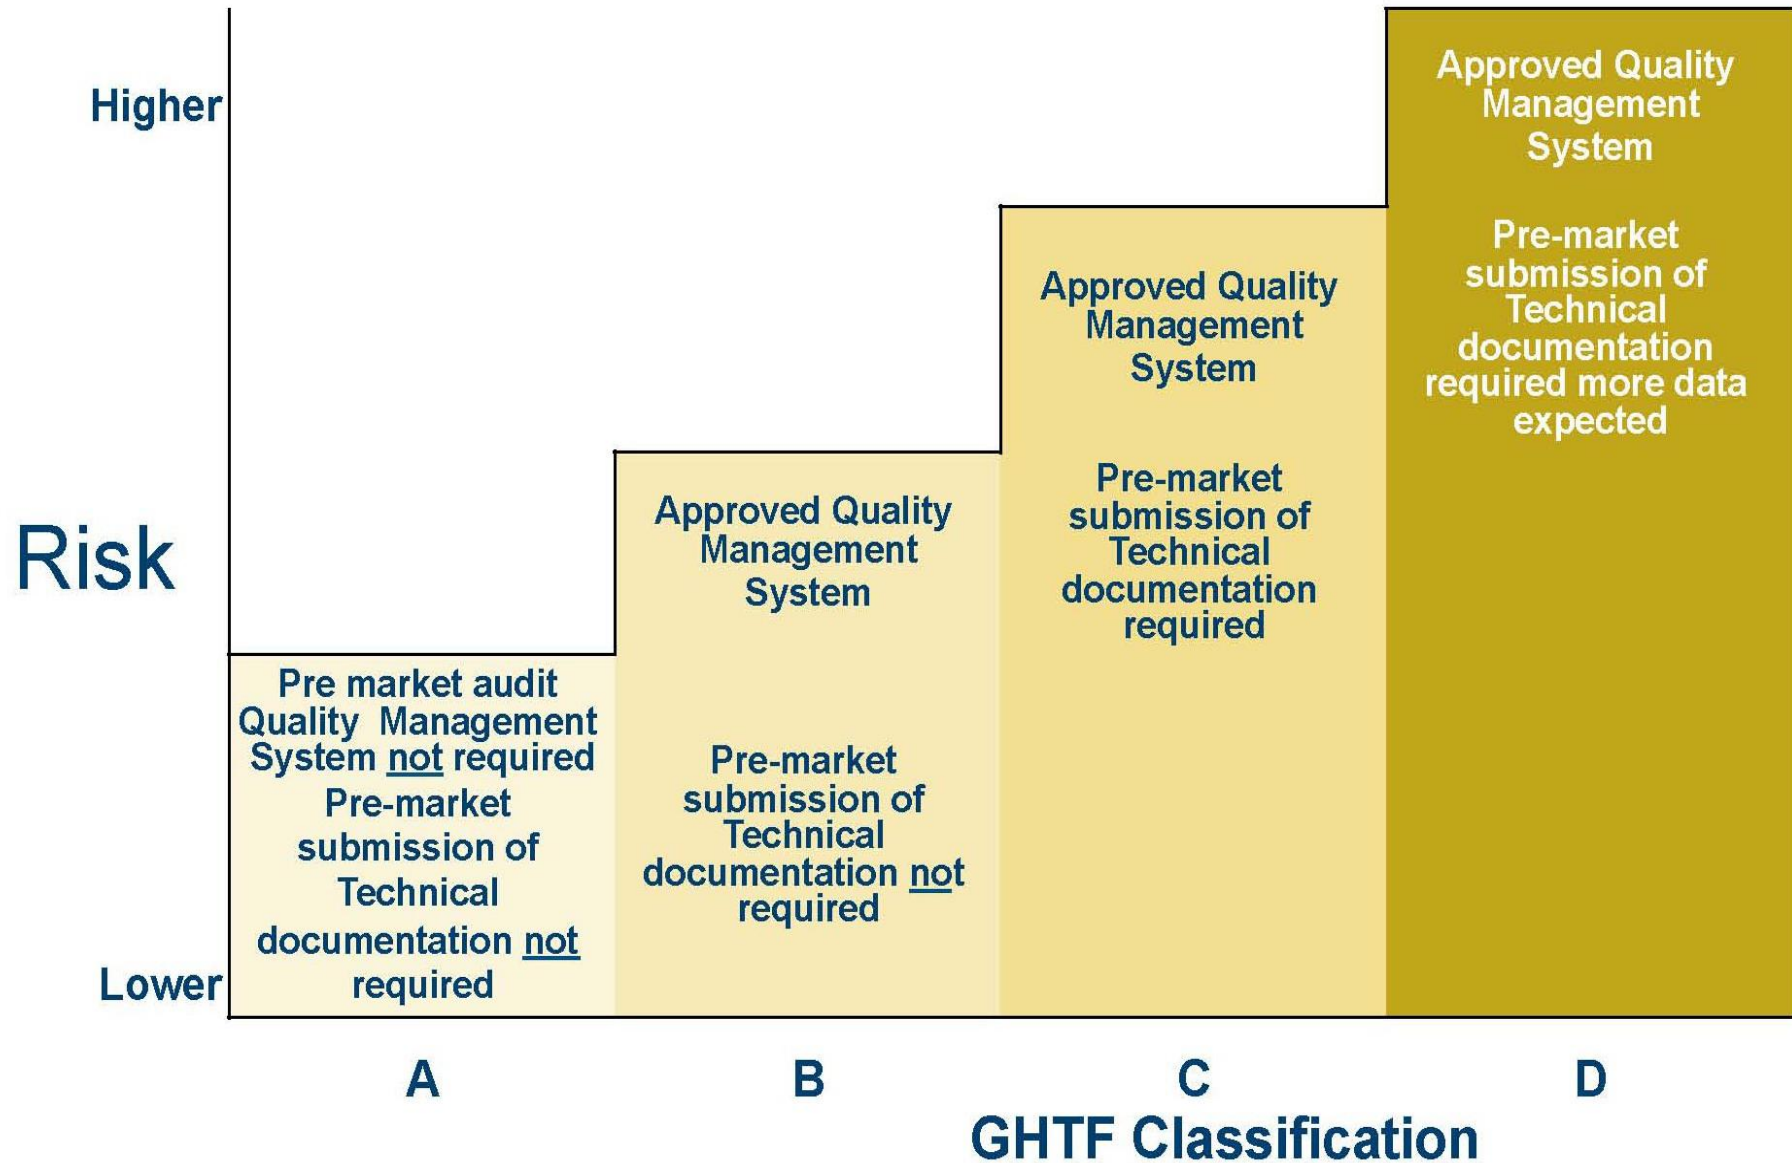 Higher
Risk
Lower
Pre market audit
Quality Management
System not required
Pre-market
submission of
Technical
documentation not
required
Approved Quality
Management
System
Pre-market
submission of
Technical
documentation not
required
Approved Quality
Management
System
Pre-market
submission of
Technical
documentation
required
Approved Quality
Management
System
Pre-market
submission of
Technical
documentation
required more data
expected
A
B
C
D
GHTF Classification